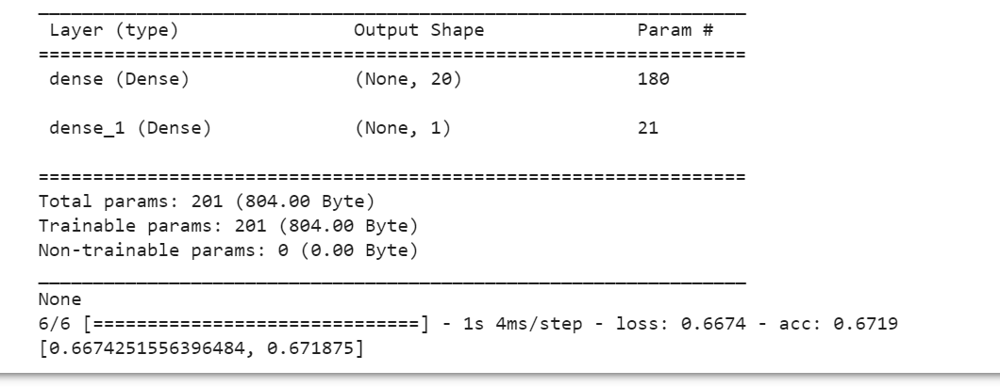 _________________________________________________________________
Layer (type)                Output Shape              Param #
=================================================================
dense (Dense)               (None, 20)                180
dense_1 (Dense)             (None, 1)                 21
=================================================================
Total params: 201 (804.00 Byte)
Trainable params: 201 (804.00 Byte)
Non-trainable params: 0 (0.00 Byte)
_________________________________________________________________
None
6/6 [==============================] - 1s 4ms/step - loss: 0.6674 - acc: 0.6719
[0.6674251556396484, 0.671875]